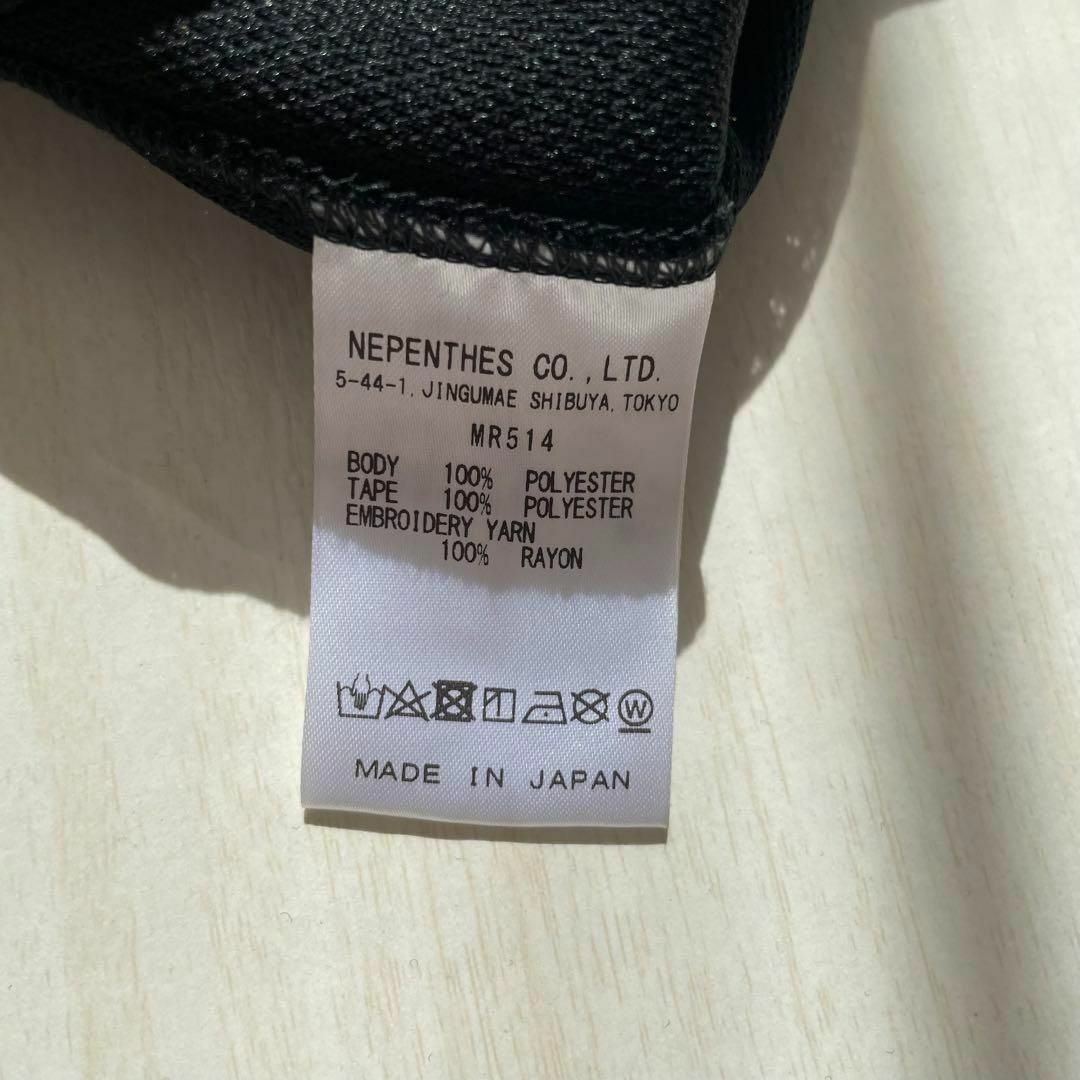 NEPENTHES CO., LTD.
5-44-1, JINGUMAE SHIBUYA, TOKYO
MR514
BODY 100% POLYESTER
TAPE 100% POLYESTER
EMBROIDERY YARN
100% RAYON
W
MADE IN JAPAN